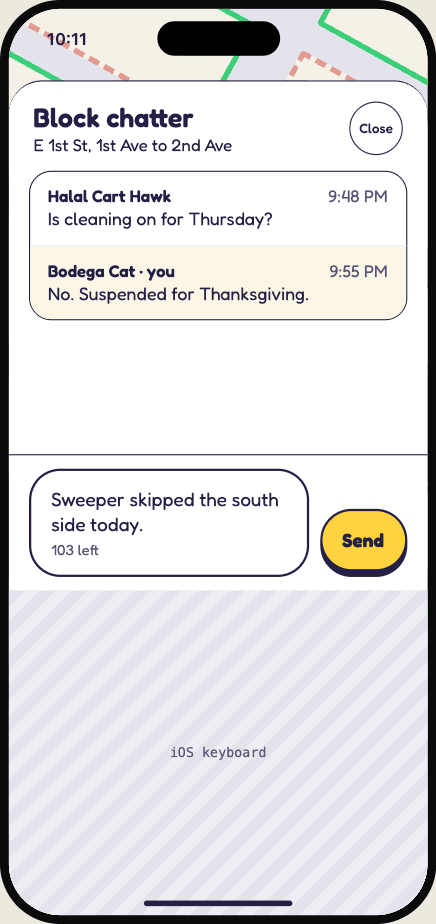 10:11
Block chatter
E 1st St, 1st Ave to 2nd Ave
Close
Halal Cart Hawk 9:48 PM
Is cleaning on for Thursday?
Bodega Cat · you 9:55 PM
No. Suspended for Thanksgiving.
Sweeper skipped the south
side today.
103 left
Send
iOS keyboard